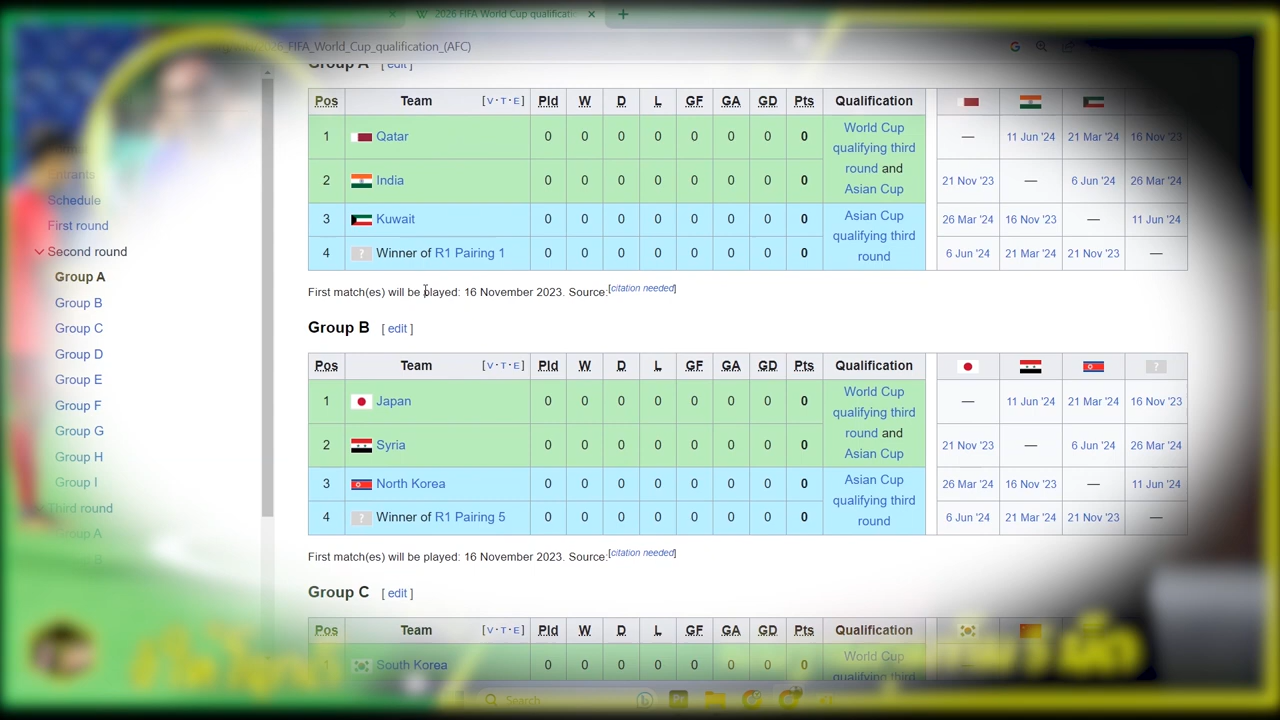 2026 FIFA World Cup qualificati
_FIFA_World_Cup_qualification_(AFC)
Entrants
Schedule
First round
Second round
Group A
Group B
Group C
Group D
Group E
Group F
Group G
Group H
Group I
Third round
Group A
B
Group A [ edit ]
Pos Team [V·T·E] Pld W D L GF GA GD Pts Qualification
1 Qatar 0 0 0 0 0 0 0 0 World Cup qualifying third round and Asian Cup — 11 Jun '24 21 Mar '24 16 Nov '23
2 India 0 0 0 0 0 0 0 0 21 Nov '23 — 6 Jun '24 26 Mar '24
3 Kuwait 0 0 0 0 0 0 0 0 Asian Cup qualifying third round 26 Mar '24 16 Nov '23 — 11 Jun '24
4 ? Winner of R1 Pairing 1 0 0 0 0 0 0 0 0 6 Jun '24 21 Mar '24 21 Nov '23 —
First match(es) will be played: 16 November 2023. Source:[citation needed]
Group B [ edit ]
Pos Team [V·T·E] Pld W D L GF GA GD Pts Qualification ?
1 Japan 0 0 0 0 0 0 0 0 World Cup qualifying third round and Asian Cup — 11 Jun '24 21 Mar '24 16 Nov '23
2 Syria 0 0 0 0 0 0 0 0 21 Nov '23 — 6 Jun '24 26 Mar '24
3 North Korea 0 0 0 0 0 0 0 0 Asian Cup qualifying third round 26 Mar '24 16 Nov '23 — 11 Jun '24
4 ? Winner of R1 Pairing 5 0 0 0 0 0 0 0 0 6 Jun '24 21 Mar '24 21 Nov '23 —
First match(es) will be played: 16 November 2023. Source:[citation needed]
Group C [ edit ]
Pos Team [V·T·E] Pld W D L GF GA GD Pts Qualification
1 South Korea 0 0 0 0 0 0 0 0 World Cup qualifying third
Search
Pr